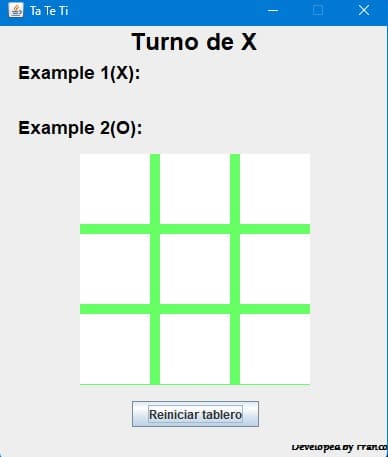 Ta Te Ti
Turno de X
Example 1(X):
Example 2(O):
Reiniciar tablero
Developed by Franco